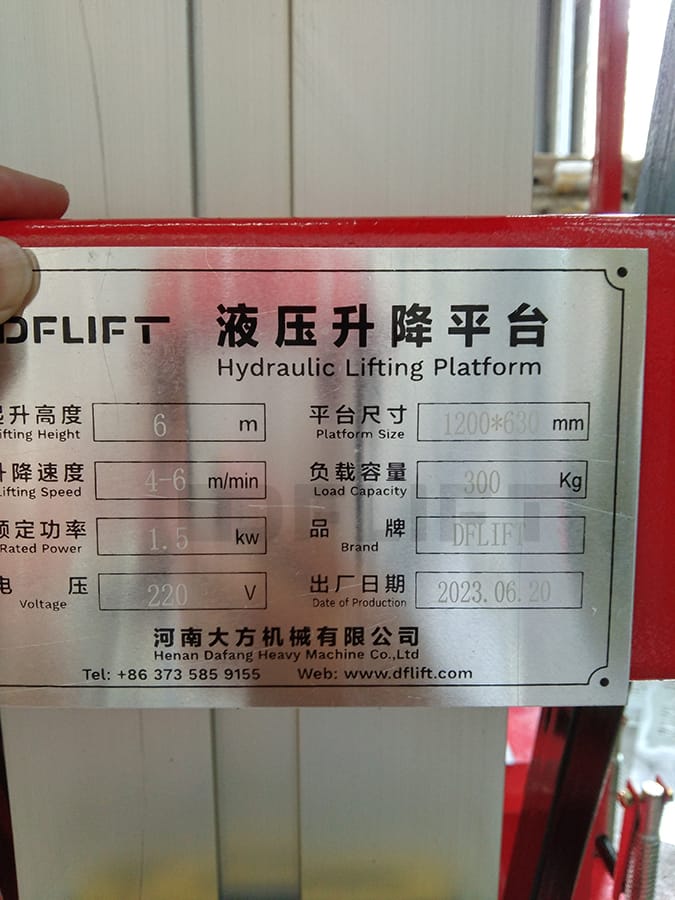 DFLIFT 液压升降平台
Hydraulic Lifting Platform
起升高度 6 m 平台尺寸 1200*630 mm
Lifting Height Platform Size
升降速度 4-6 m/min 负载容量 300 Kg
Lifting Speed Load Capacity
额定功率 1.5 kw 品牌 DFLIFT
Rated Power Brand
电压 220 V 出厂日期 2023.06.20
Voltage Date of Production
河南大方机械有限公司
Henan Dafang Heavy Machine Co.,Ltd
Tel: +86 373 585 9155 Web: www.dflift.com
DFLIFT